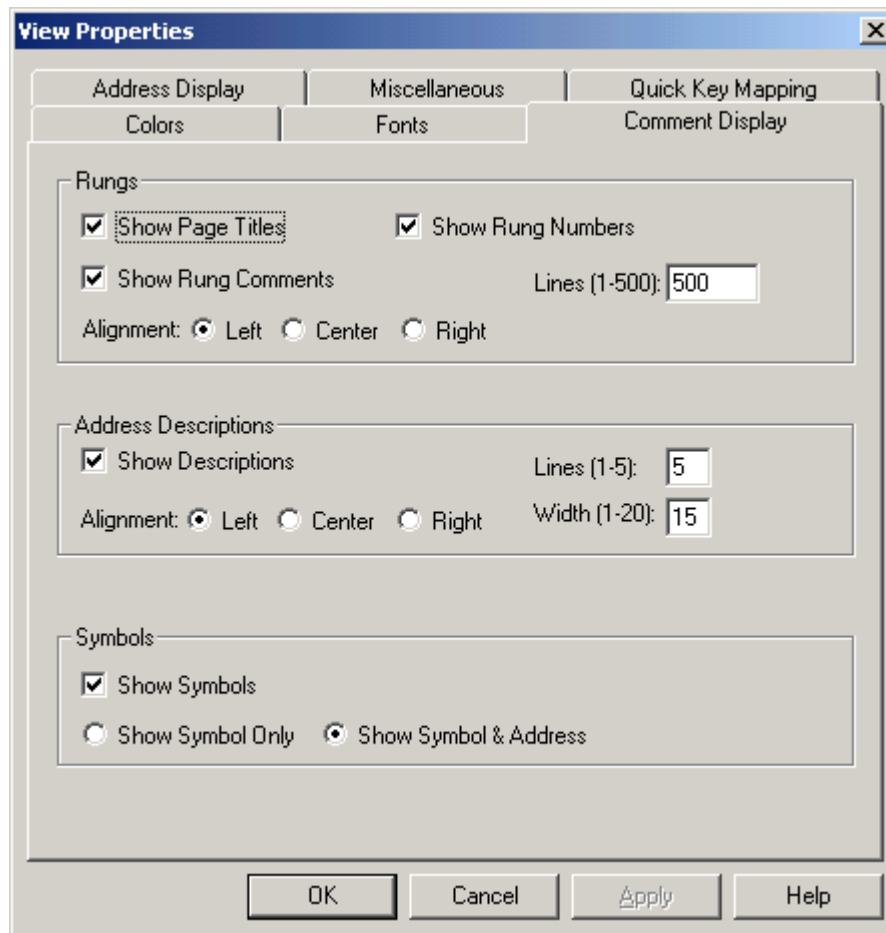 View Properties
Address Display Miscellaneous Quick Key Mapping
Colors Fonts Comment Display
Rungs
Show Page Titles Show Rung Numbers
Show Rung Comments Lines (1-500): 500
Alignment: Left Center Right
Address Descriptions
Show Descriptions Lines (1-5): 5
Alignment: Left Center Right Width (1-20): 15
Symbols
Show Symbols
Show Symbol Only Show Symbol & Address
OK Cancel Apply Help